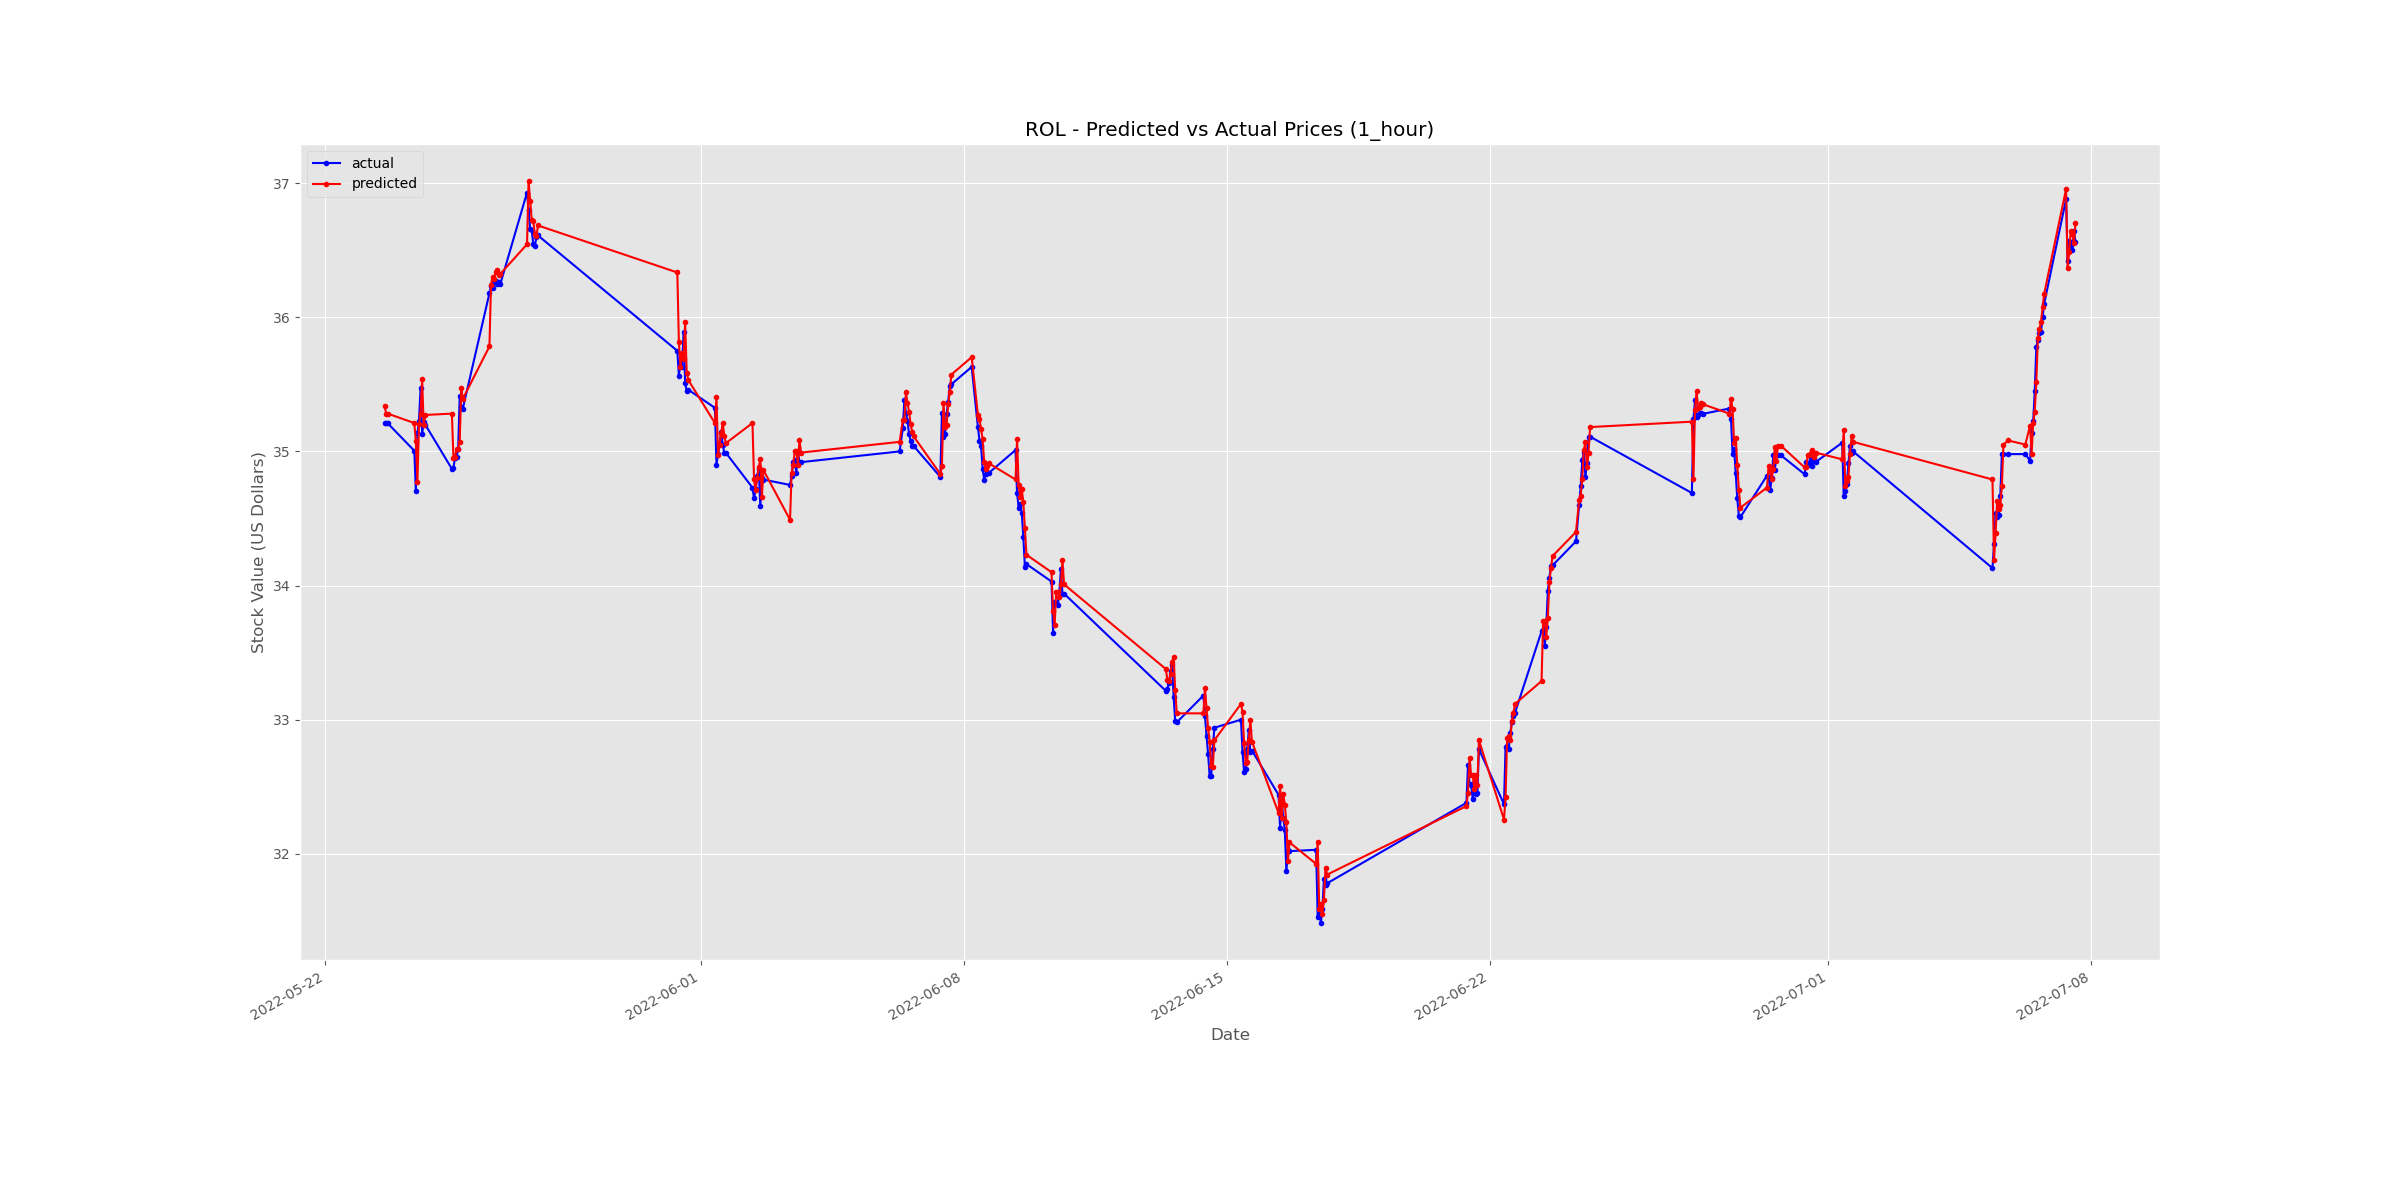 ROL - Predicted vs Actual Prices (1_hour)
actual
predicted
37
36
35
34
33
32
Stock Value (US Dollars)
2022-05-22
2022-06-01
2022-06-08
2022-06-15
2022-06-22
2022-07-01
2022-07-08
Date